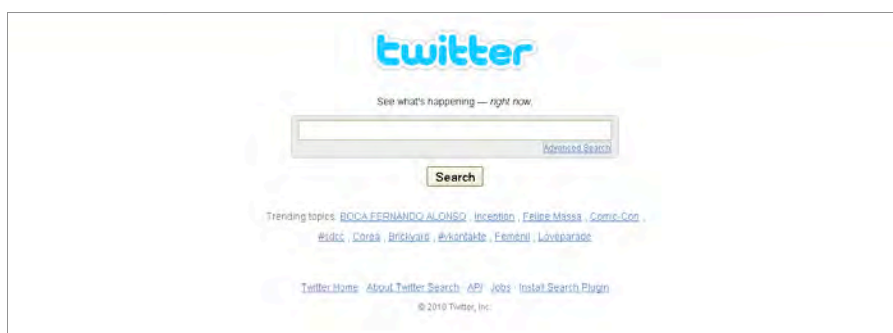 twitter
See what's happening — right now.
Advanced Search
Search
Trending topics: BOCA FERNANDO ALONSO , Inception , Felipe Massa , Comic-Con ,
#sdcc , Corea , Brickyard , #vkontakte , Femenil , Loveparade
Twitter Home · About Twitter Search · API · Jobs · Install Search Plugin
© 2010 Twitter, Inc.